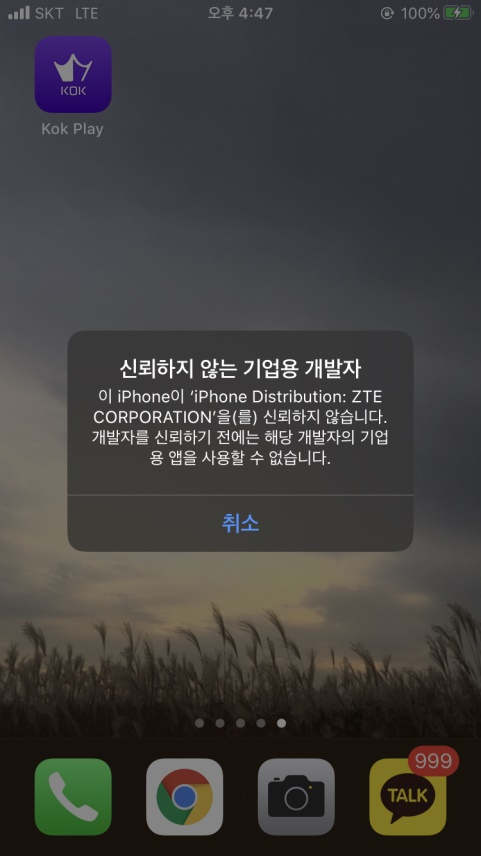 SKT LTE 오후 4:47 100%
KOK
Kok Play
신뢰하지 않는 기업용 개발자
이 iPhone이 ‘iPhone Distribution: ZTE
CORPORATION’을(를) 신뢰하지 않습니다.
개발자를 신뢰하기 전에는 해당 개발자의 기업
용 앱을 사용할 수 없습니다.
취소
999
TALK